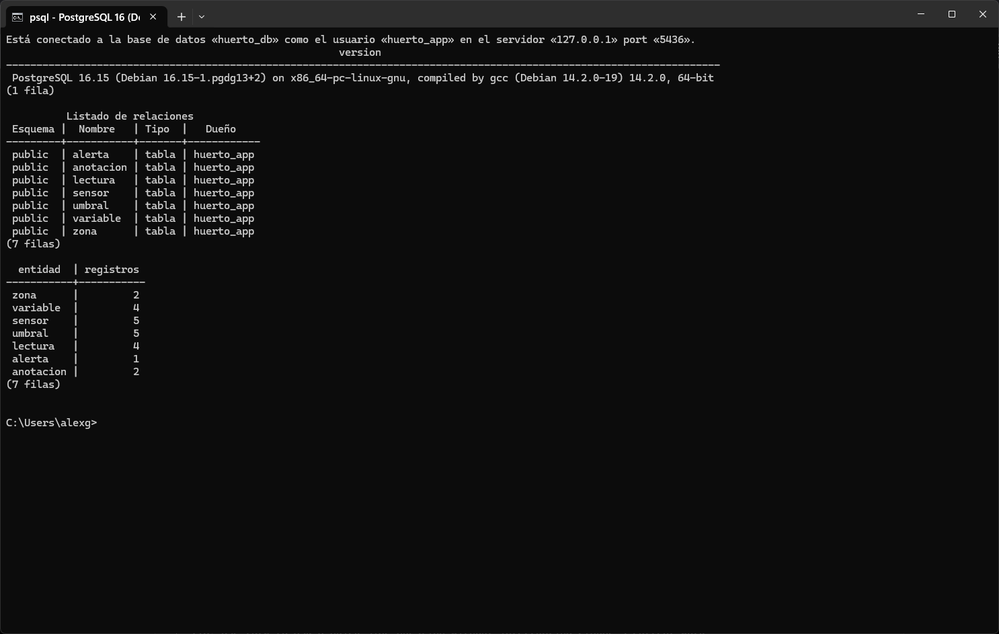 psql - PostgreSQL 16 (De
Está conectado a la base de datos «huerto_db» como el usuario «huerto_app» en el servidor «127.0.0.1» port «5436».
version
----------------------------------------------------------------------------------------------------------------------
PostgreSQL 16.15 (Debian 16.15-1.pgdg13+2) on x86_64-pc-linux-gnu, compiled by gcc (Debian 14.2.0-19) 14.2.0, 64-bit
(1 fila)
Listado de relaciones
Esquema | Nombre | Tipo | Dueño
---------+-----------+-------+------------
public | alerta | tabla | huerto_app
public | anotacion | tabla | huerto_app
public | lectura | tabla | huerto_app
public | sensor | tabla | huerto_app
public | umbral | tabla | huerto_app
public | variable | tabla | huerto_app
public | zona | tabla | huerto_app
(7 filas)
entidad | registros
-----------+-----------
zona | 2
variable | 4
sensor | 5
umbral | 5
lectura | 4
alerta | 1
anotacion | 2
(7 filas)
C:\Users\alexg>